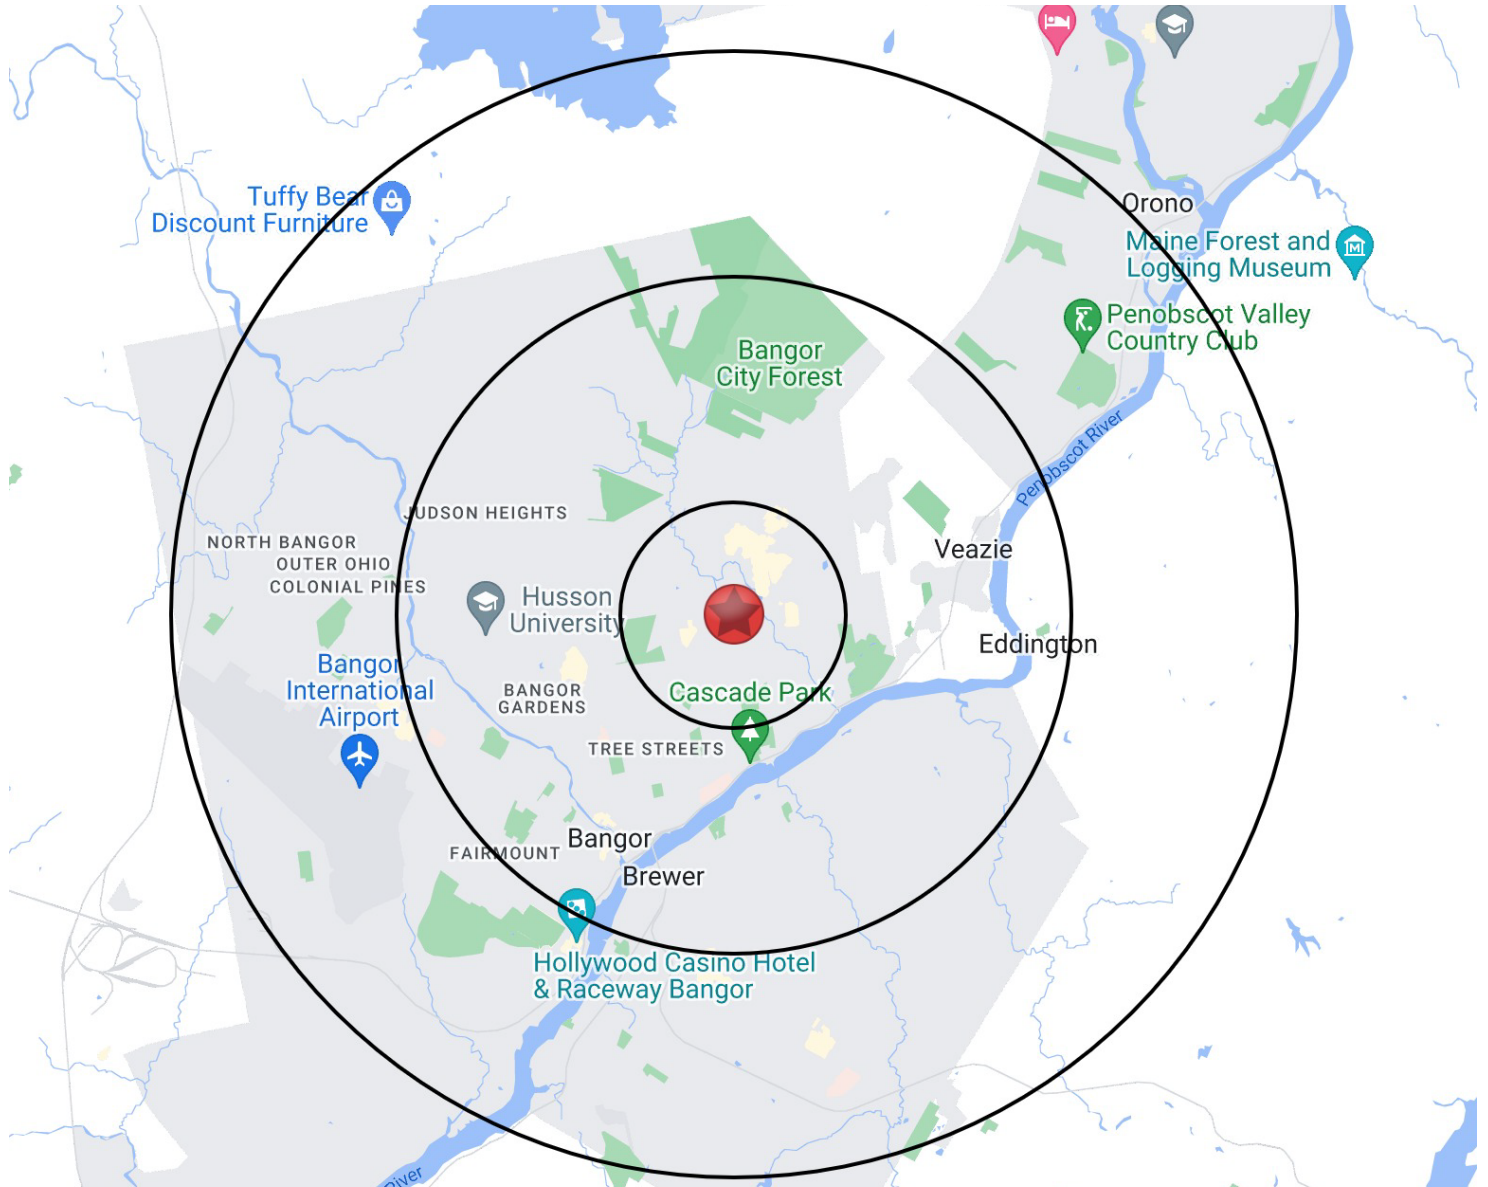 Tuffy Bear
Discount Furniture
Orono
Maine Forest and
Logging Museum
Penobscot Valley
Country Club
Bangor
City Forest
Penobscot River
JUDSON HEIGHTS
NORTH BANGOR
OUTER OHIO
COLONIAL PINES
Veazie
Husson
University
Eddington
Bangor
International
Airport
BANGOR
GARDENS
Cascade Park
TREE STREETS
Bangor
FAIRMOUNT
Brewer
Hollywood Casino Hotel
& Raceway Bangor
River